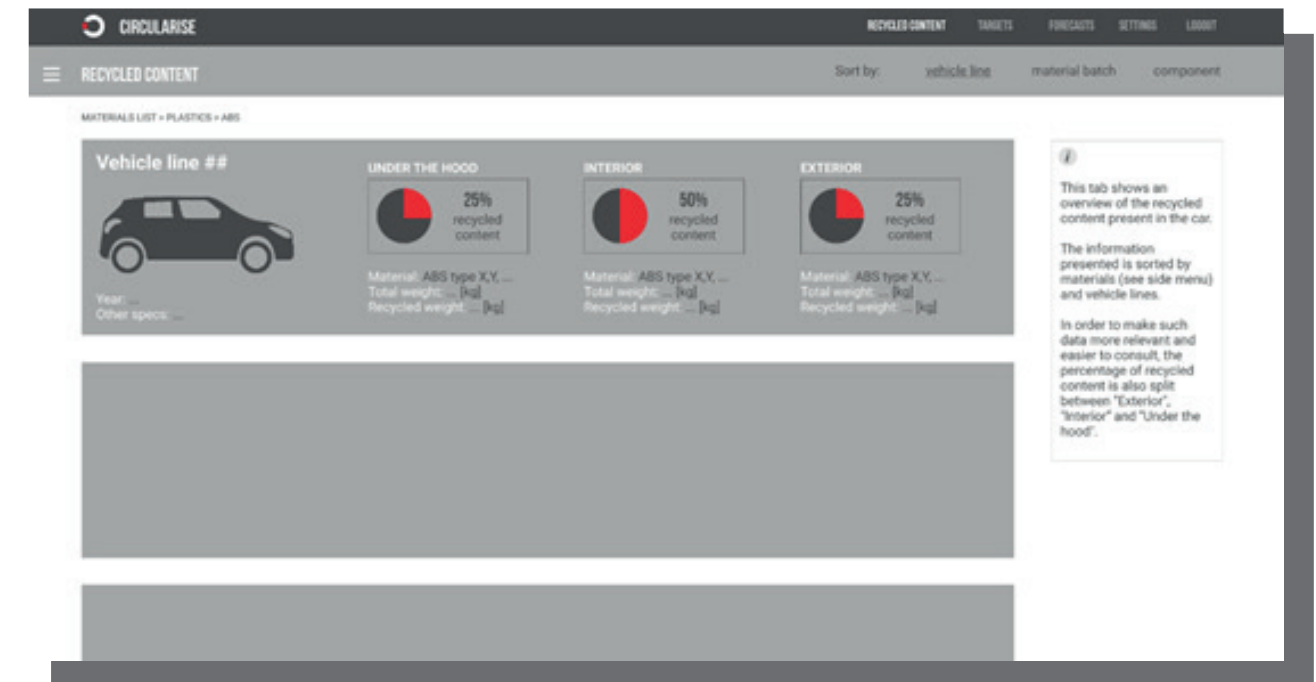 CIRCULARISE
RECYCLED CONTENT TARGETS FORECASTS SETTINGS LOGOUT
RECYCLED CONTENT
Sort by: vehicle line material batch component
MATERIALS LIST > PLASTICS > ABS
Vehicle line ##
Year: ...
Other specs: ...
UNDER THE HOOD
25%
recycled
content
Material: ABS type X,Y, ...
Total weight: ... [kg]
Recycled weight: ... [kg]
INTERIOR
50%
recycled
content
Material: ABS type X,Y, ...
Total weight: ... [kg]
Recycled weight: ... [kg]
EXTERIOR
25%
recycled
content
Material: ABS type X,Y, ...
Total weight: ... [kg]
Recycled weight: ... [kg]
i
This tab shows an
overview of the recycled
content present in the car.
The information
presented is sorted by
materials (see side menu)
and vehicle lines.
In order to make such
data more relevant and
easier to consult, the
percentage of recycled
content is also split
between "Exterior",
"Interior" and "Under the
hood".